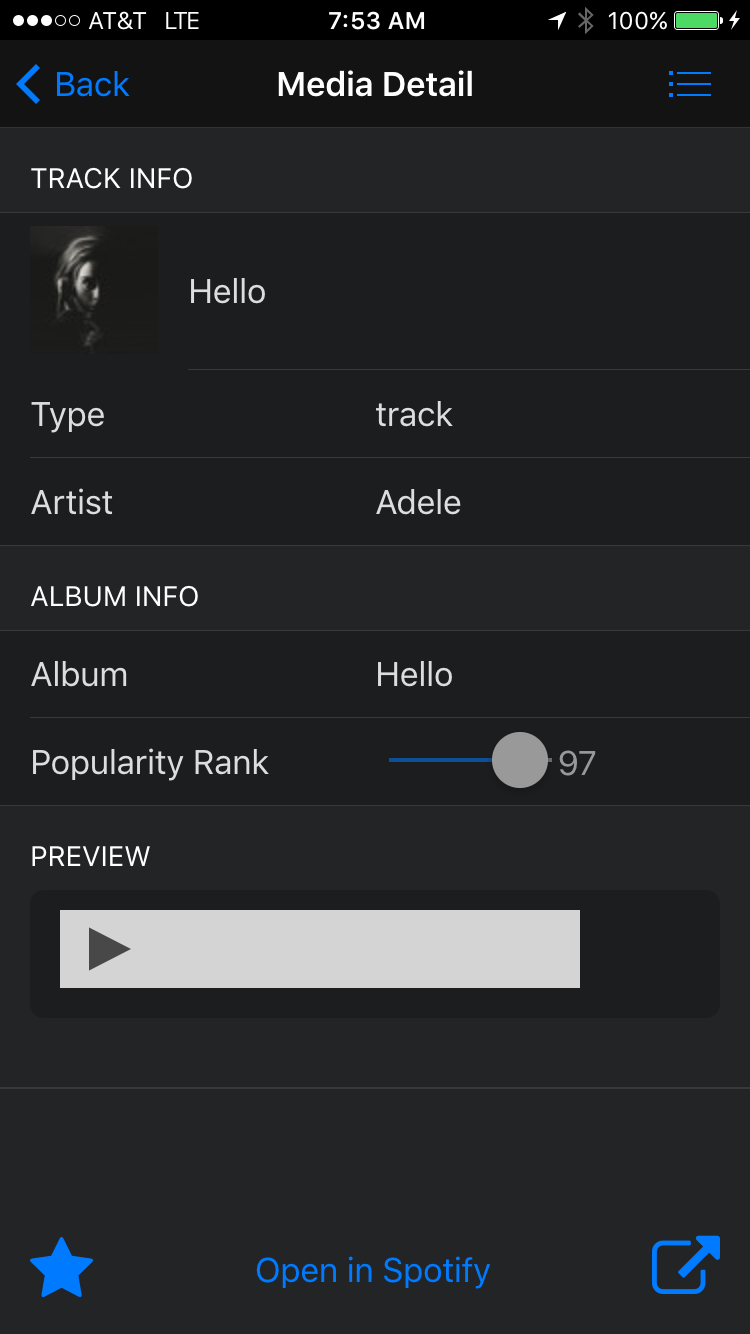 AT&T LTE 7:53 AM 100%
Back Media Detail
TRACK INFO
Hello
Type track
Artist Adele
ALBUM INFO
Album Hello
Popularity Rank 97
PREVIEW
Open in Spotify